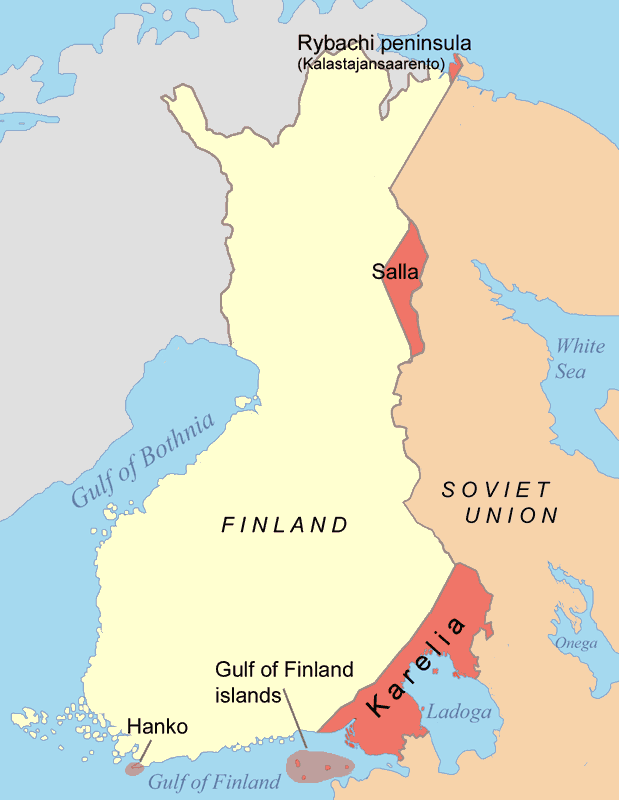 Rybachi peninsula
(Kalastajansaarento)
Salla
White
Sea
Gulf of Bothnia
SOVIET
UNION
FINLAND
Karelia
Onega
Gulf of Finland
islands
Ladoga
Hanko
Gulf of Finland